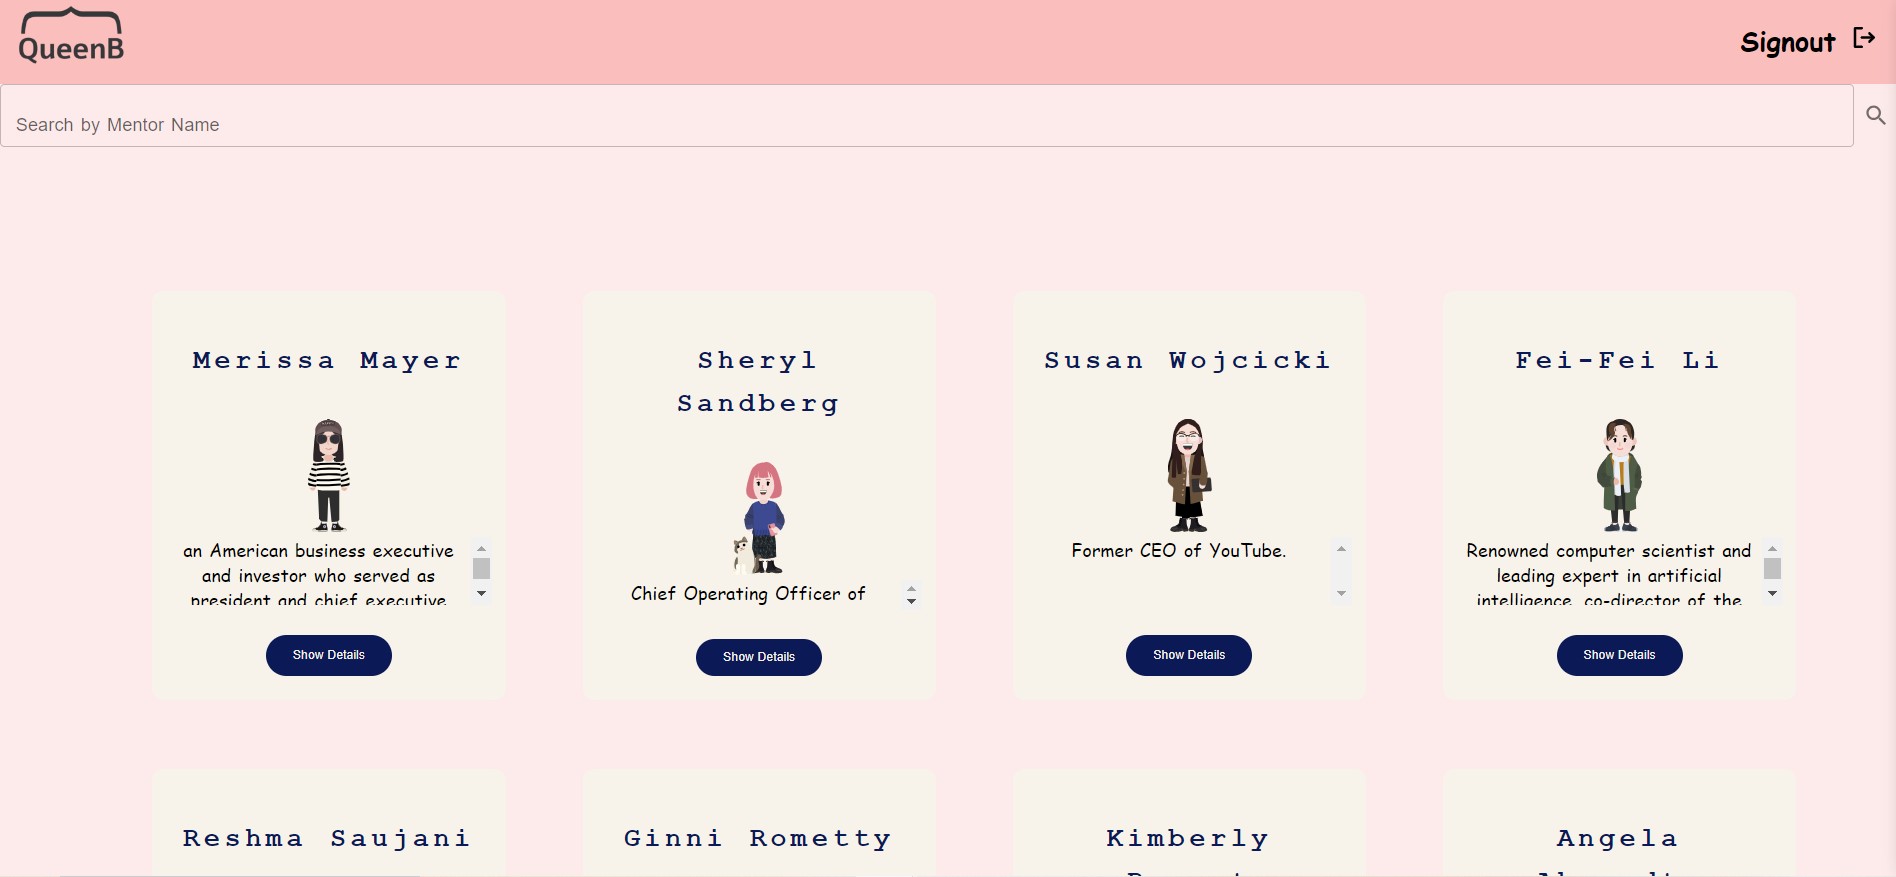 QueenB
Signout
Search by Mentor Name
Merissa Mayer
an American business executive
and investor who served as
president and chief executive
Show Details
Sheryl
Sandberg
Chief Operating Officer of
Show Details
Susan Wojcicki
Former CEO of YouTube.
Show Details
Fei-Fei Li
Renowned computer scientist and
leading expert in artificial
intelligence, co-director of the
Show Details
Reshma Saujani
Ginni Rometty
Kimberly
Angela